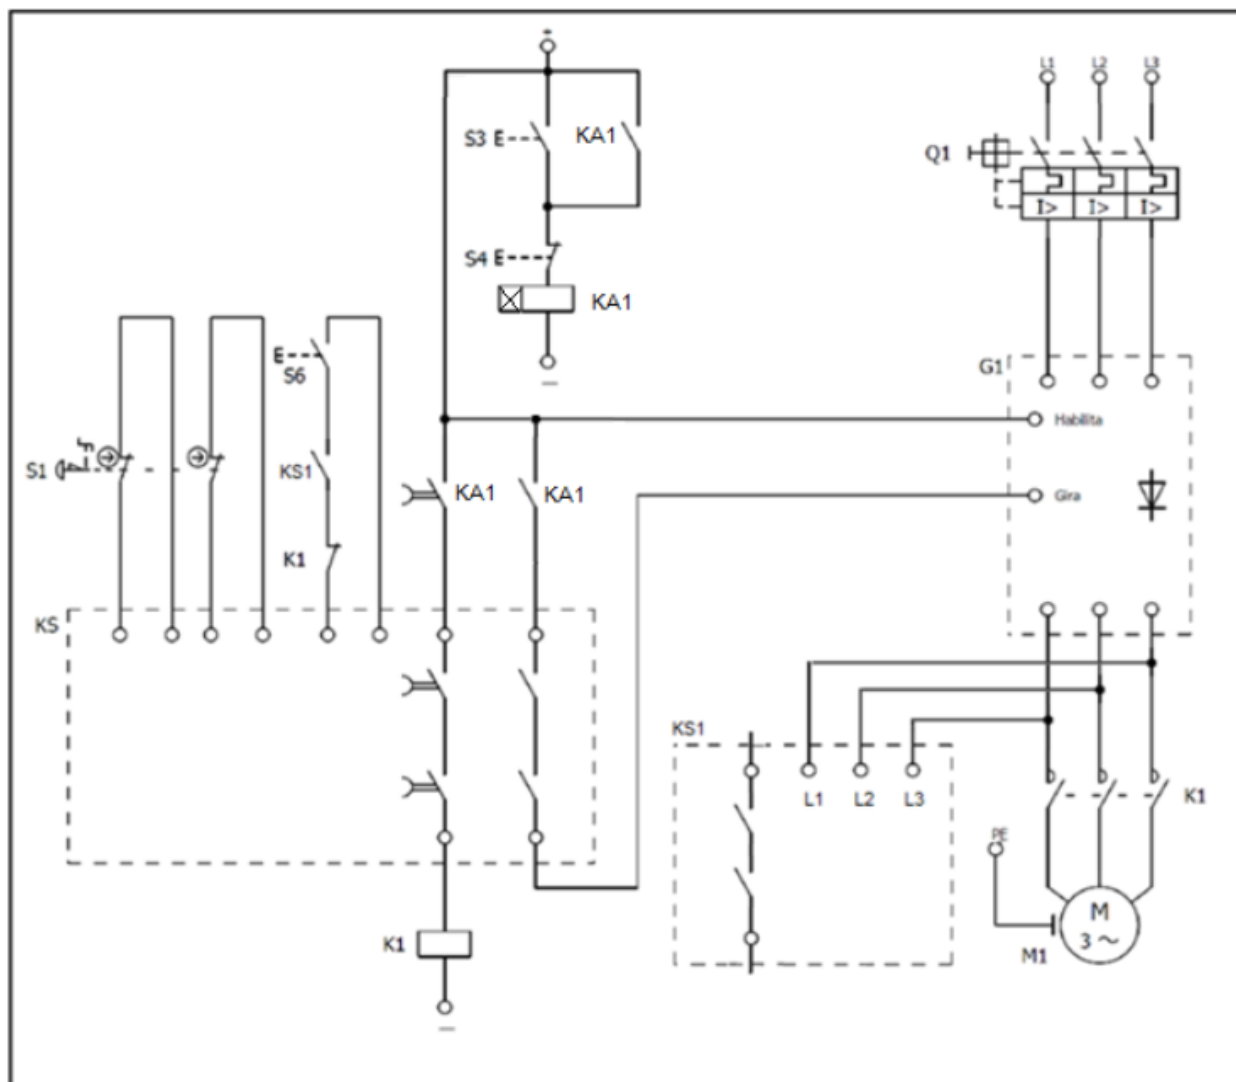 +
L1 L2 L3
S3 E KA1
Q1
I> I> I>
S4 E
KA1
G1
E
S6
Habilita
S1
KS1
KA1 KA1
Gira
K1
KS
KS1
L1 L2 L3
K1
PE
M
3 ~
K1
M1